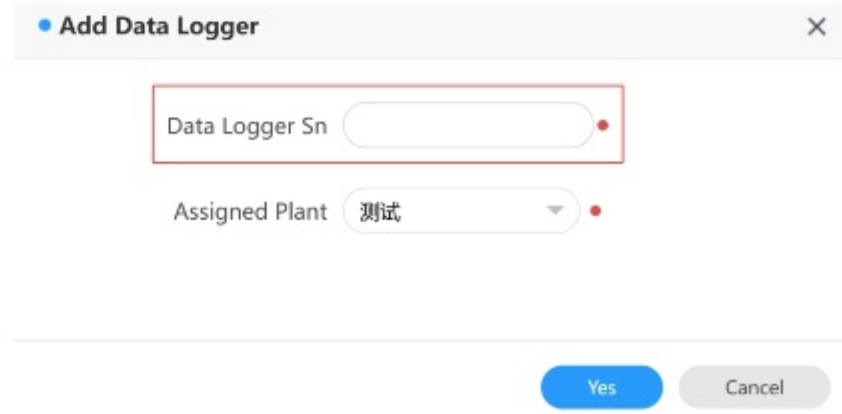 Add Data Logger
Data Logger Sn
Assigned Plant 测试
Yes Cancel